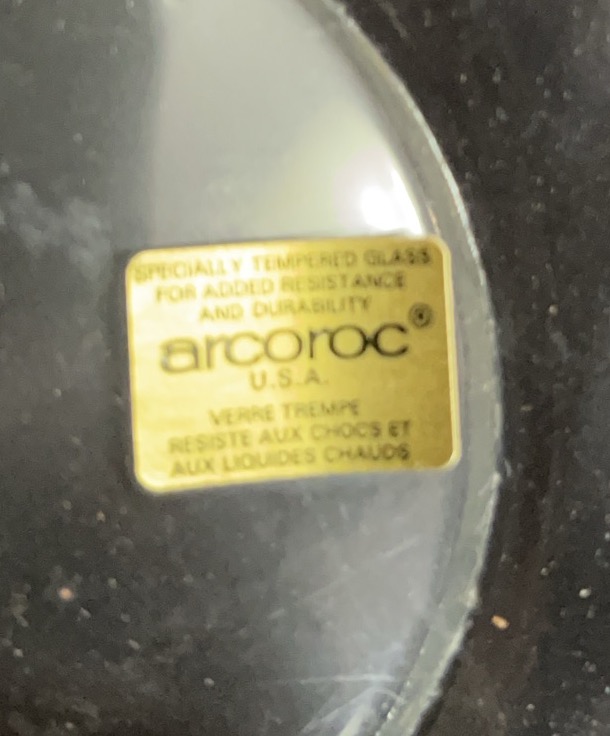 SPECIALLY TEMPERED GLASS
FOR ADDED RESISTANCE
AND DURABILITY
arcoroc®
U.S.A.
VERRE TREMPE
RESISTE AUX CHOCS ET
AUX LIQUIDES CHAUDS